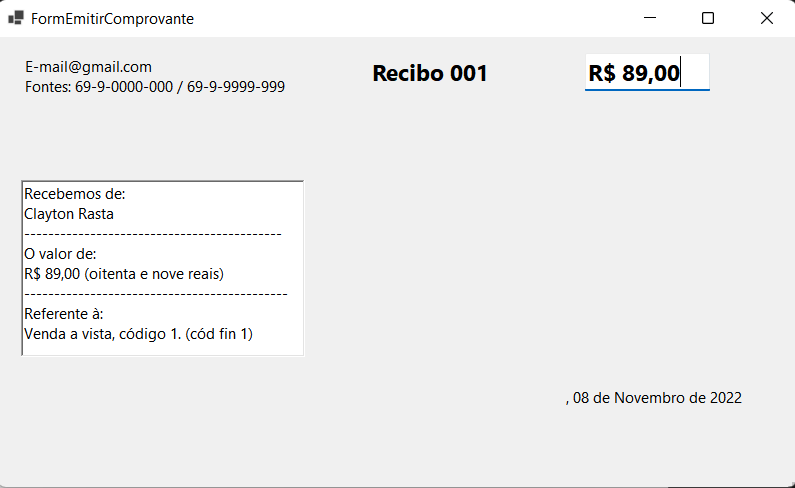 FormEmitirComprovante
E-mail@gmail.com
Fontes: 69-9-0000-000 / 69-9-9999-999
Recibo 001
R$ 89,00
Recebemos de:
Clayton Rasta
-------------------------------------------
O valor de:
R$ 89,00 (oitenta e nove reais)
--------------------------------------------
Referente à:
Venda a vista, código 1. (cód fin 1)
, 08 de Novembro de 2022